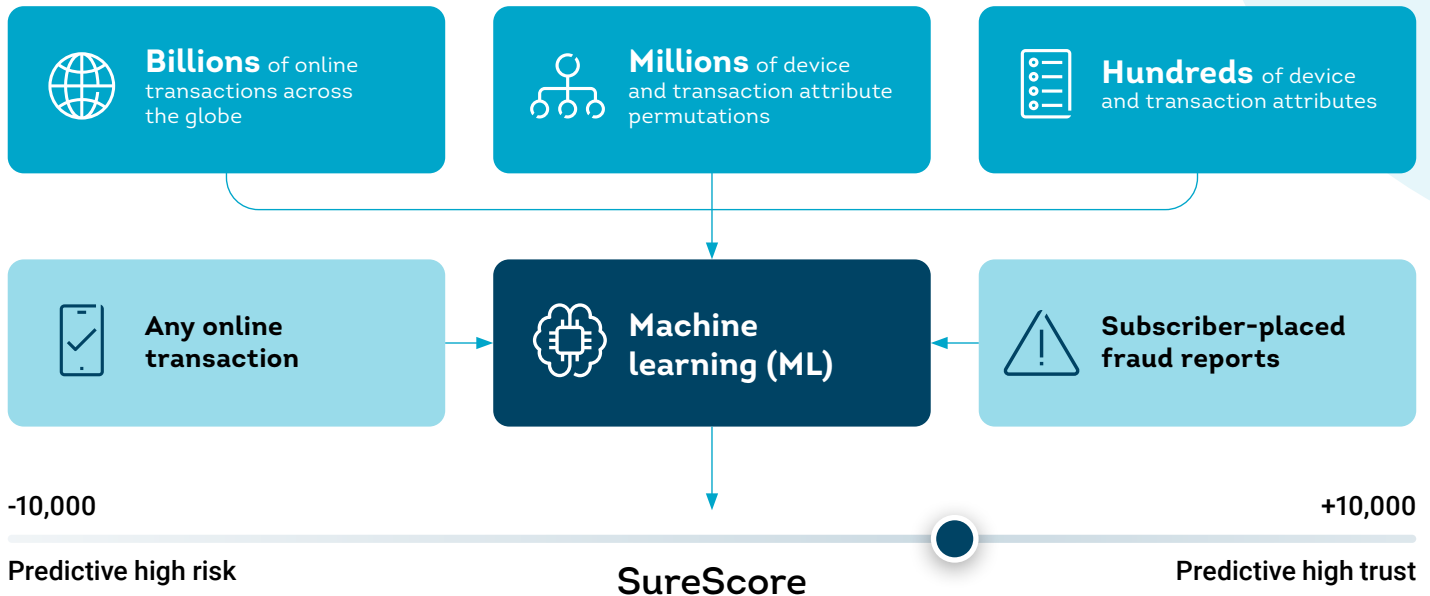 Billions of online
transactions across
the globe
Millions of device
and transaction attribute
permutations
Hundreds of device
and transaction attributes
Any online
transaction
Machine
learning (ML)
Subscriber-placed
fraud reports
-10,000
+10,000
Predictive high risk
SureScore
Predictive high trust